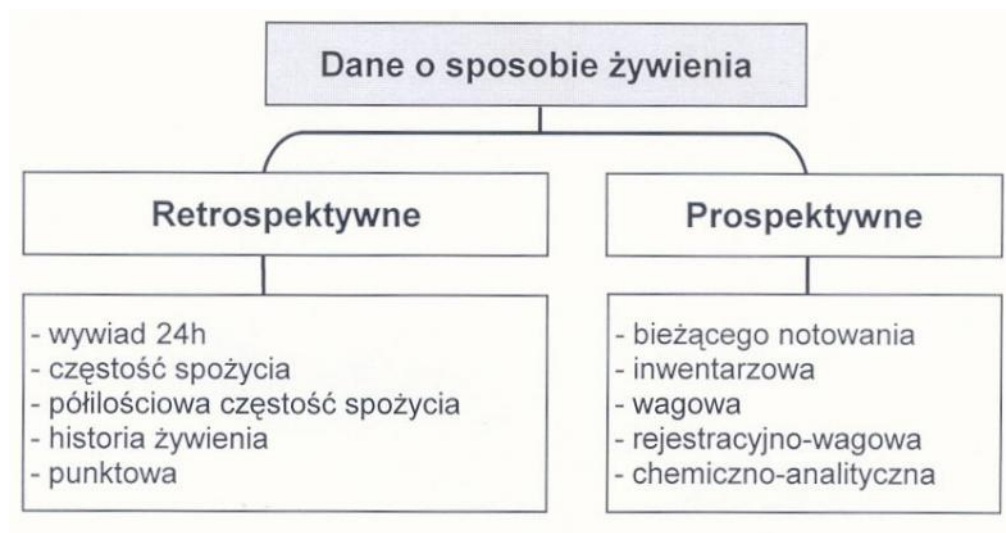 Dane o sposobie żywienia
Retrospektywne
- wywiad 24h
- częstość spożycia
- półilościowa częstość spożycia
- historia żywienia
- punktowa
Prospektywne
- bieżącego notowania
- inwentarzowa
- wagowa
- rejestracyjno-wagowa
- chemiczno-analityczna